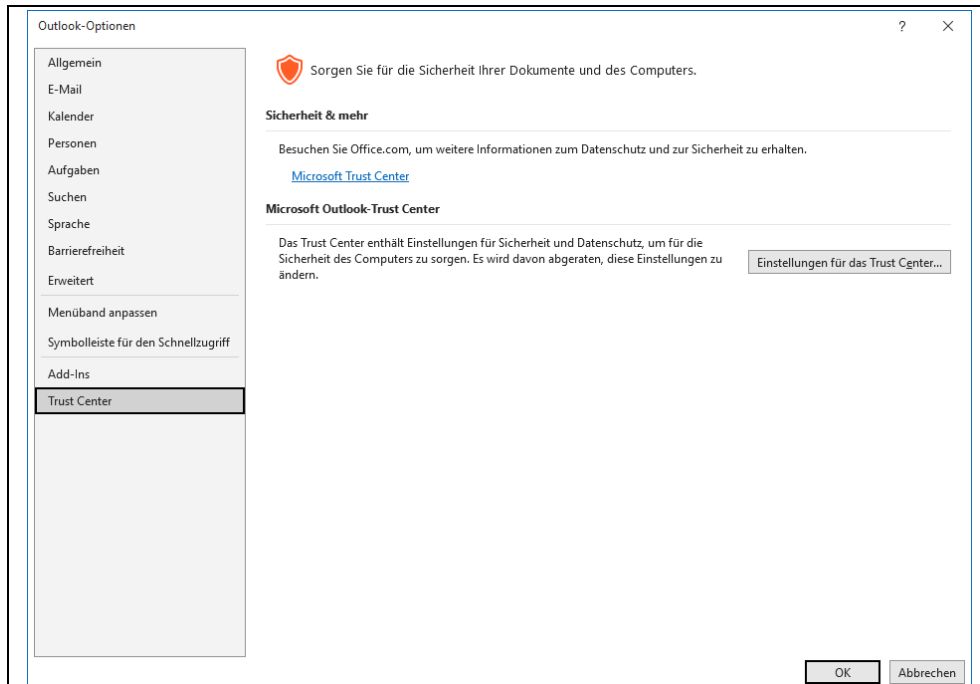 Outlook-Optionen
?
Allgemein
E-Mail
Kalender
Personen
Aufgaben
Suchen
Sprache
Barrierefreiheit
Erweitert
Menüband anpassen
Symbolleiste für den Schnellzugriff
Add-Ins
Trust Center
Sorgen Sie für die Sicherheit Ihrer Dokumente und des Computers.
Sicherheit & mehr
Besuchen Sie Office.com, um weitere Informationen zum Datenschutz und zur Sicherheit zu erhalten.
Microsoft Trust Center
Microsoft Outlook-Trust Center
Das Trust Center enthält Einstellungen für Sicherheit und Datenschutz, um für die
Sicherheit des Computers zu sorgen. Es wird davon abgeraten, diese Einstellungen zu
ändern.
Einstellungen für das Trust Center...
OK
Abbrechen